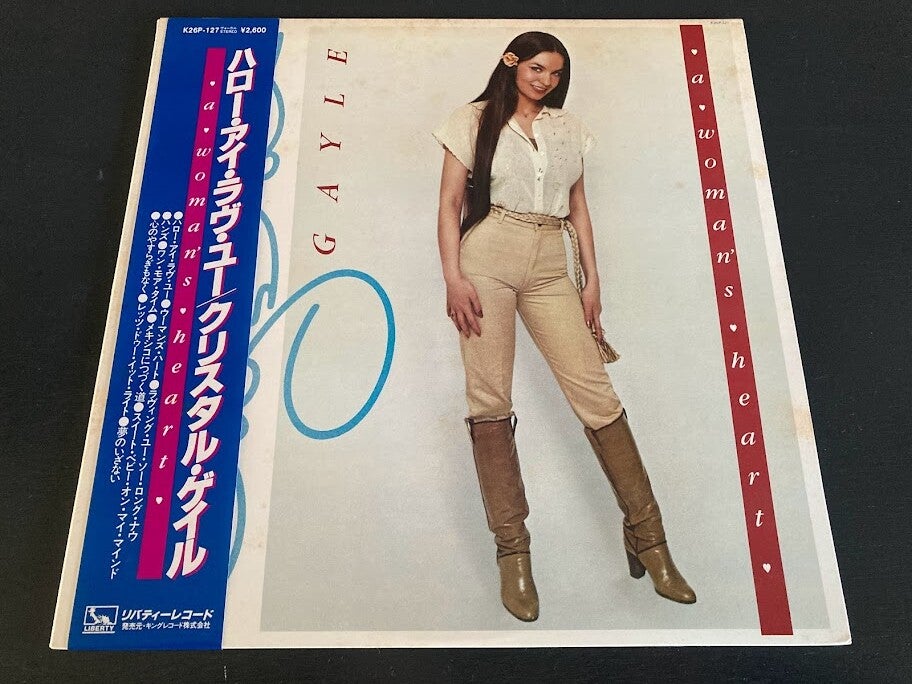 K26P-127 ステレオ STEREO ¥2,600
ハロー・アイ・ラヴ・ユー/クリスタル・ゲイル
♥ a ♥ woman's ♥ heart ♥
●ハロー・アイ・ラヴ・ユー●ウーマンズ・ハート●ラヴィング・ユー・ソー・ロング・ナウ
●ハンズ●ワン・モア・タイム●メキシコにつづく道●スイート・ベビー・オン・マイ・マインド
●心のやすらぎもなく●レッツ・ドゥー・イット・ライト●夢のいざない
LIBERTY
リバティーレコード
発売元・キングレコード株式会社
GAYLE
♥ a ♥ woman's ♥ heart ♥
K26P-127